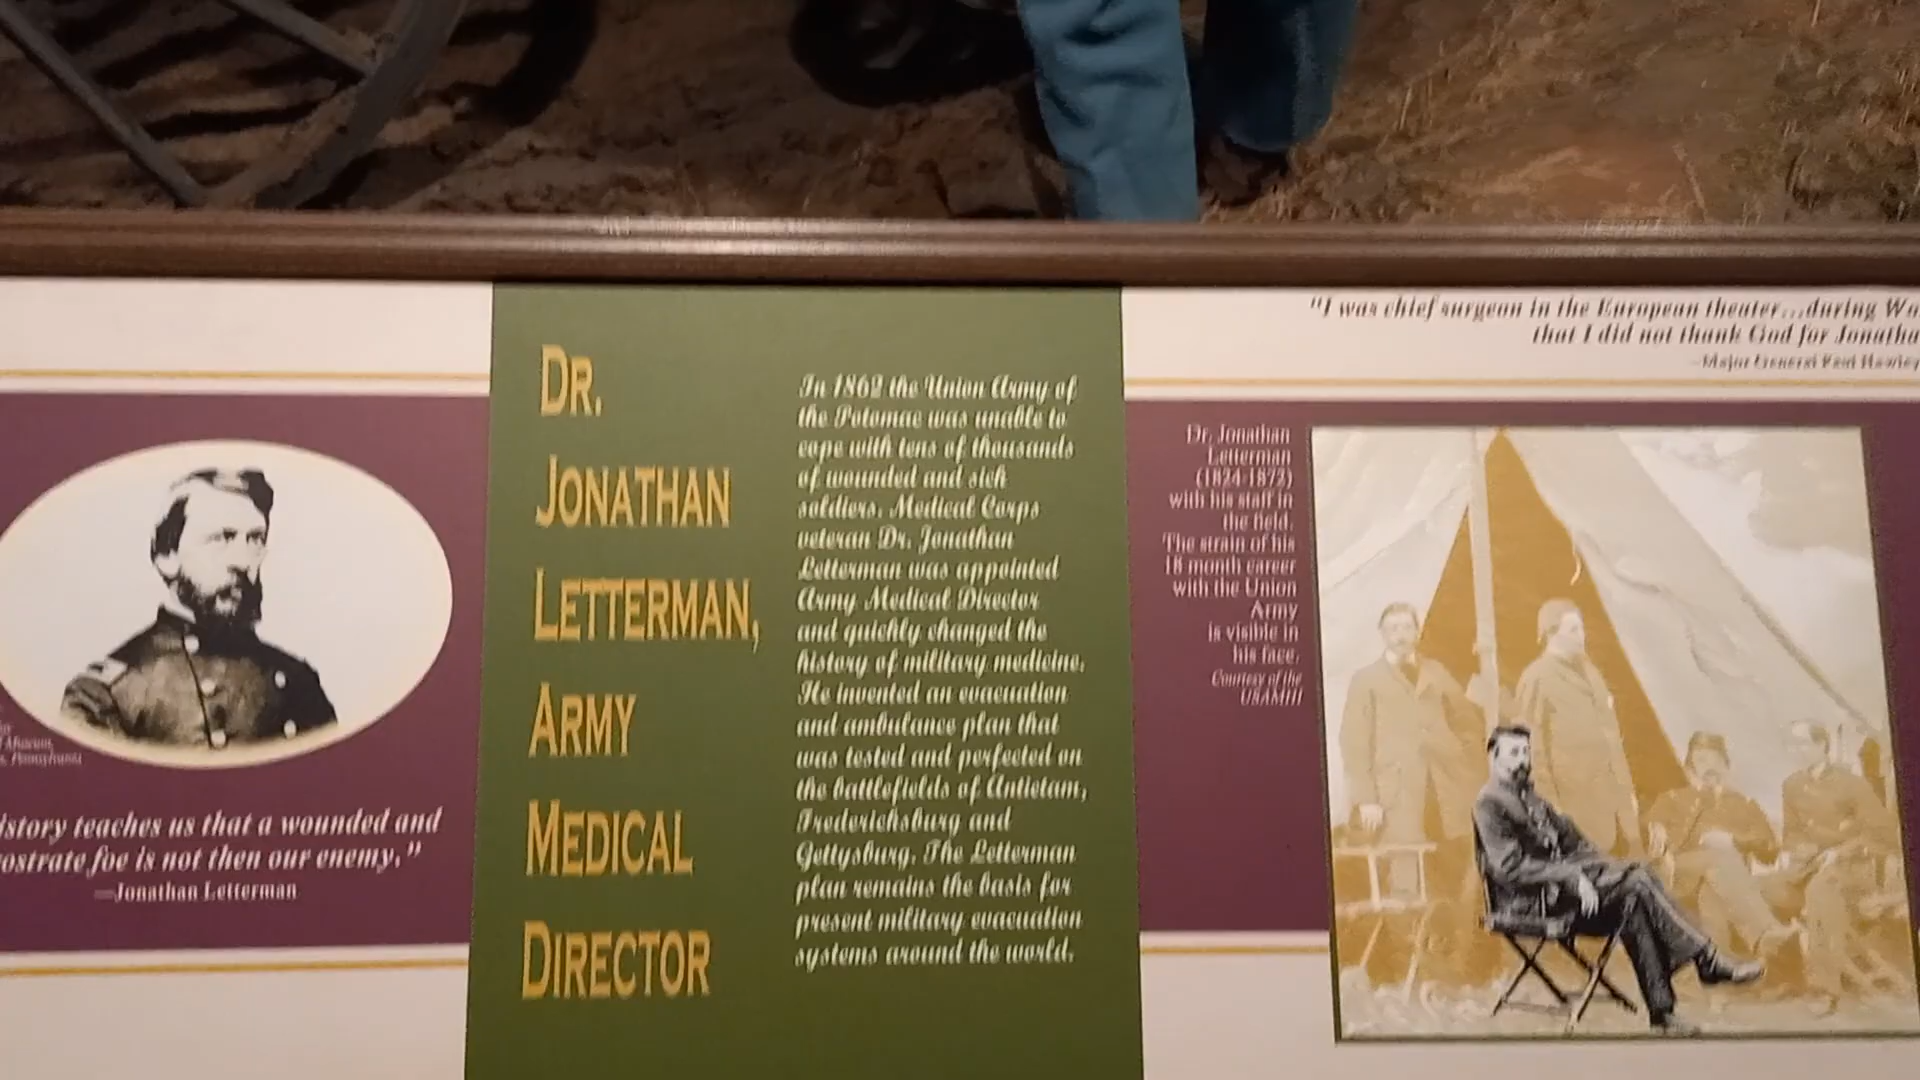 istory teaches us that a wounded and
ostrate foe is not then our enemy."
—Jonathan Letterman
Pennsylvania
DR.
JONATHAN
LETTERMAN,
ARMY
MEDICAL
DIRECTOR
In 1862 the Union Army of
the Potomac was unable to
cope with tens of thousands
of wounded and sick
soldiers. Medical Corps
veteran Dr. Jonathan
Letterman was appointed
Army Medical Director
and quickly changed the
history of military medicine.
He invented an evacuation
and ambulance plan that
was tested and perfected on
the battlefields of Antietam,
Fredericksburg and
Gettysburg. The Letterman
plan remains the basis for
present military evacuation
systems around the world.
"I was chief surgeon in the European theater...during
that I did not thank God for
—Major General Paul Hawley
Dr. Jonathan
Letterman
(1824-1872)
with his staff in
the field.
The strain of his
18 month career
with the Union
Army
is visible in
his face.
Courtesy of the
USAMHI